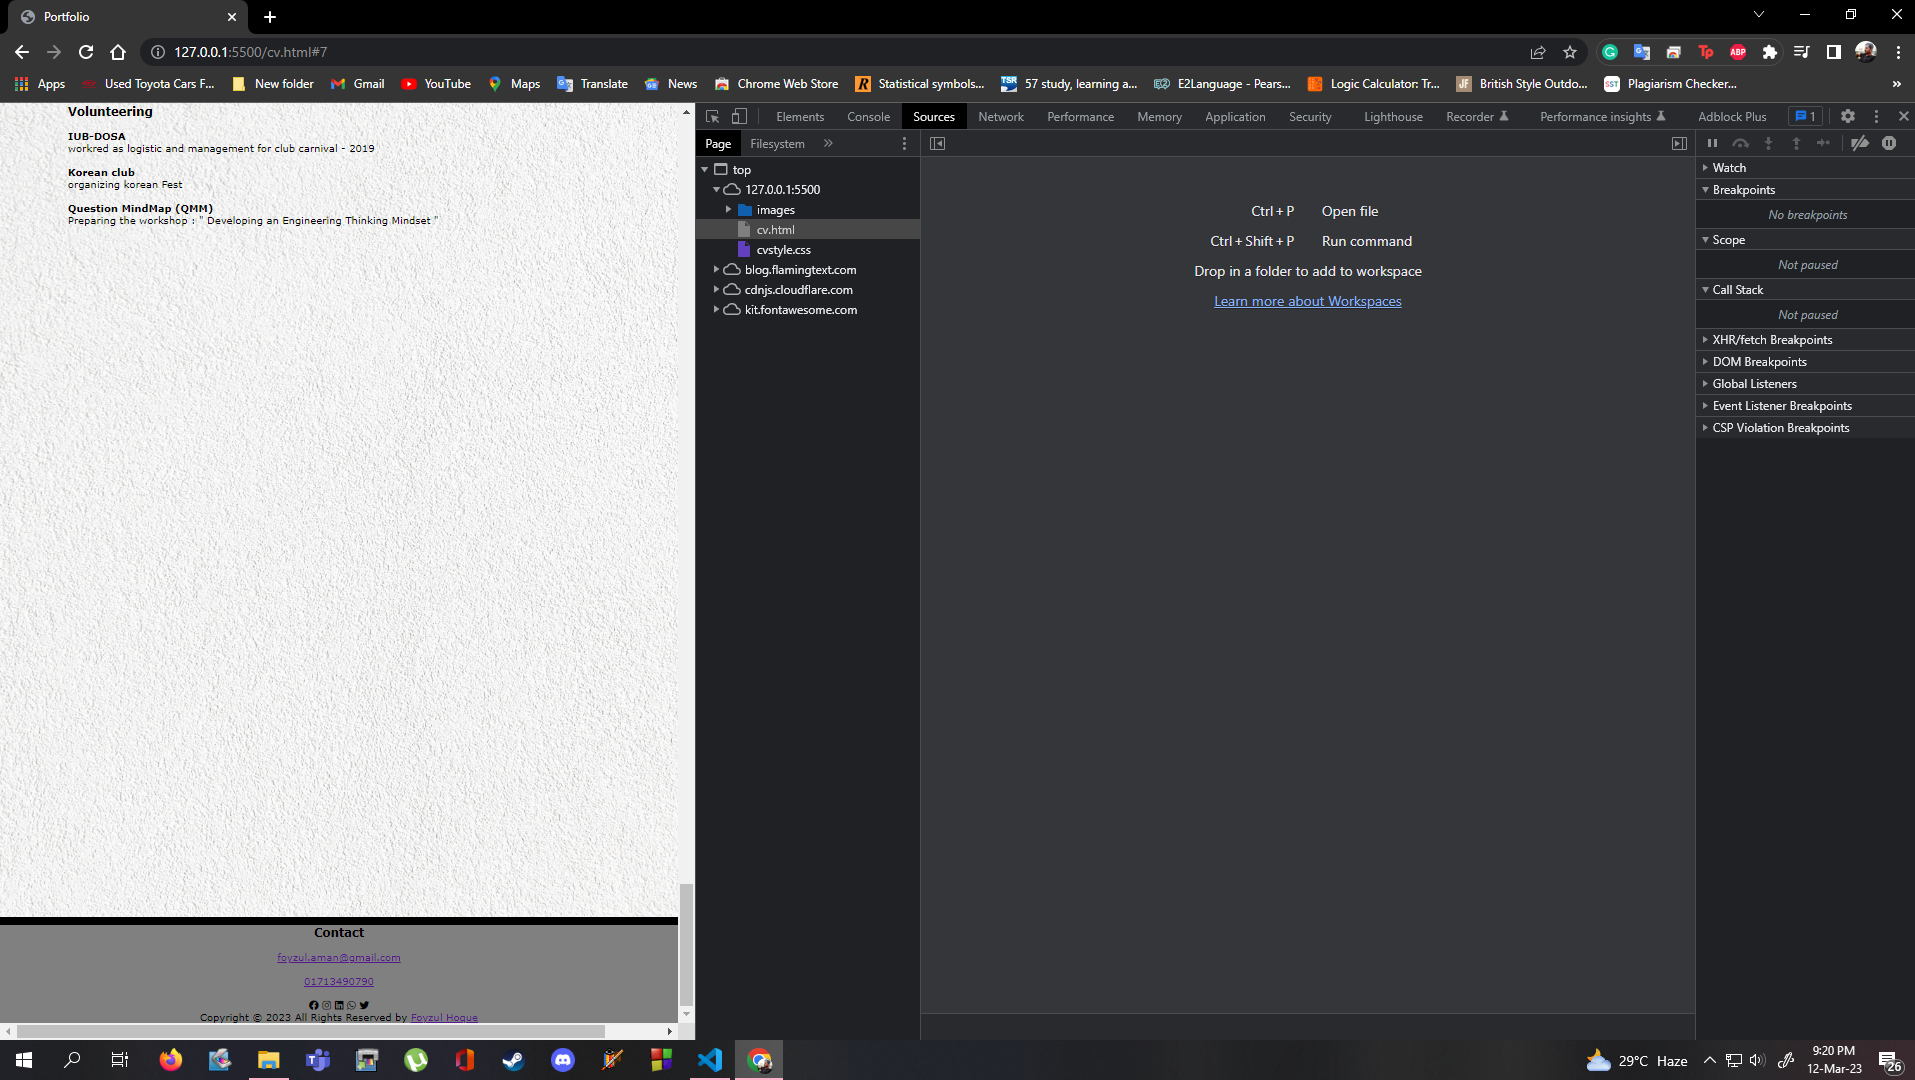 Portfolio
127.0.0.1:5500/cv.html#7
Apps Used Toyota Cars F... New folder Gmail YouTube Maps Translate News Chrome Web Store Statistical symbols... 57 study, learning a... E2Language - Pears... Logic Calculator: Tr... British Style Outdo... Plagiarism Checker... »
Volunteering
IUB-DOSA
workred as logistic and management for club carnival - 2019
Korean club
organizing korean Fest
Question MindMap (QMM)
Preparing the workshop : " Developing an Engineering Thinking Mindset "
Contact
foyzul.aman@gmail.com
01713490790
Copyright © 2023 All Rights Reserved by Foyzul Hoque
Elements Console Sources Network Performance Memory Application Security Lighthouse Recorder Performance insights Adblock Plus 1
Page Filesystem »
top
127.0.0.1:5500
images
cv.html
cvstyle.css
blog.flamingtext.com
cdnjs.cloudflare.com
kit.fontawesome.com
Ctrl + P Open file
Ctrl + Shift + P Run command
Drop in a folder to add to workspace
Learn more about Workspaces
Watch
Breakpoints
No breakpoints
Scope
Not paused
Call Stack
Not paused
XHR/fetch Breakpoints
DOM Breakpoints
Global Listeners
Event Listener Breakpoints
CSP Violation Breakpoints
29°C Haze
9:20 PM
12-Mar-23
26